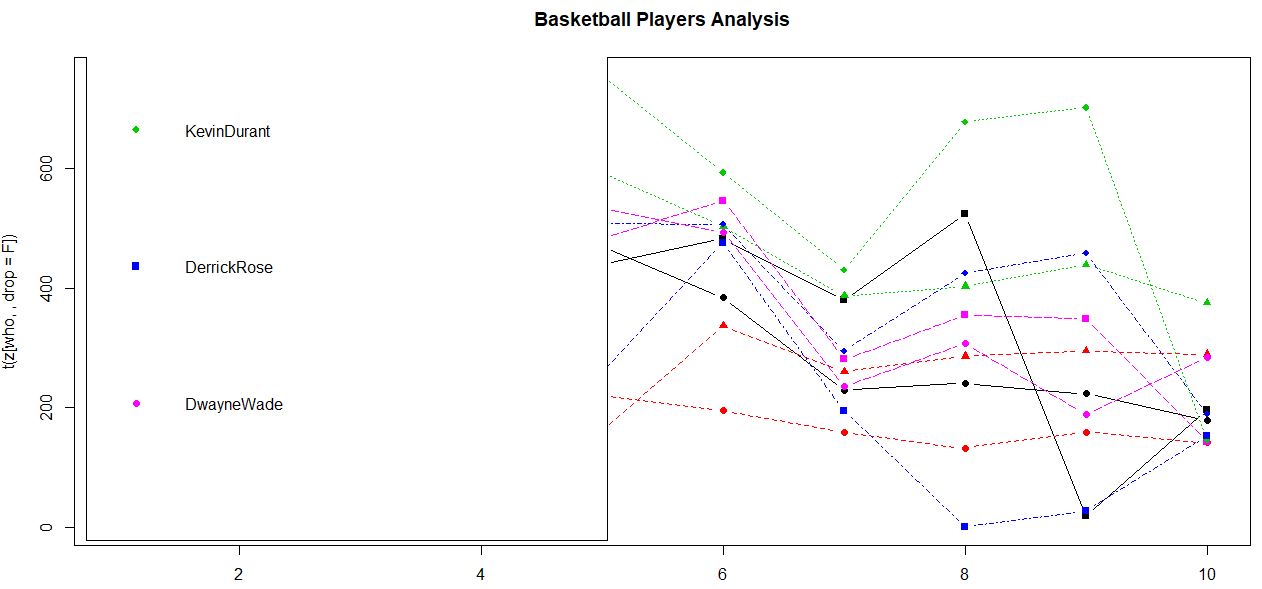 Basketball Players Analysis
t(z[who, , drop = F])
600
400
200
0
KevinDurant
DerrickRose
DwayneWade
2 4 6 8 10